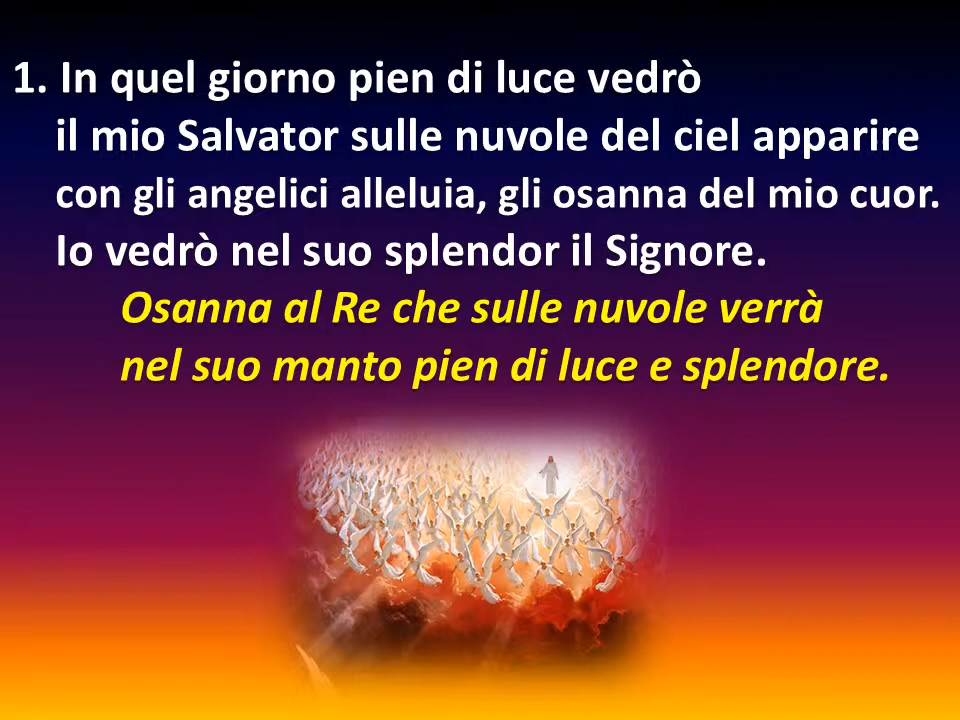 1. In quel giorno pien di luce vedrò
il mio Salvator sulle nuvole del ciel apparire
con gli angelici alleluia, gli osanna del mio cuor.
Io vedrò nel suo splendor il Signore.
Osanna al Re che sulle nuvole verrà
nel suo manto pien di luce e splendore.